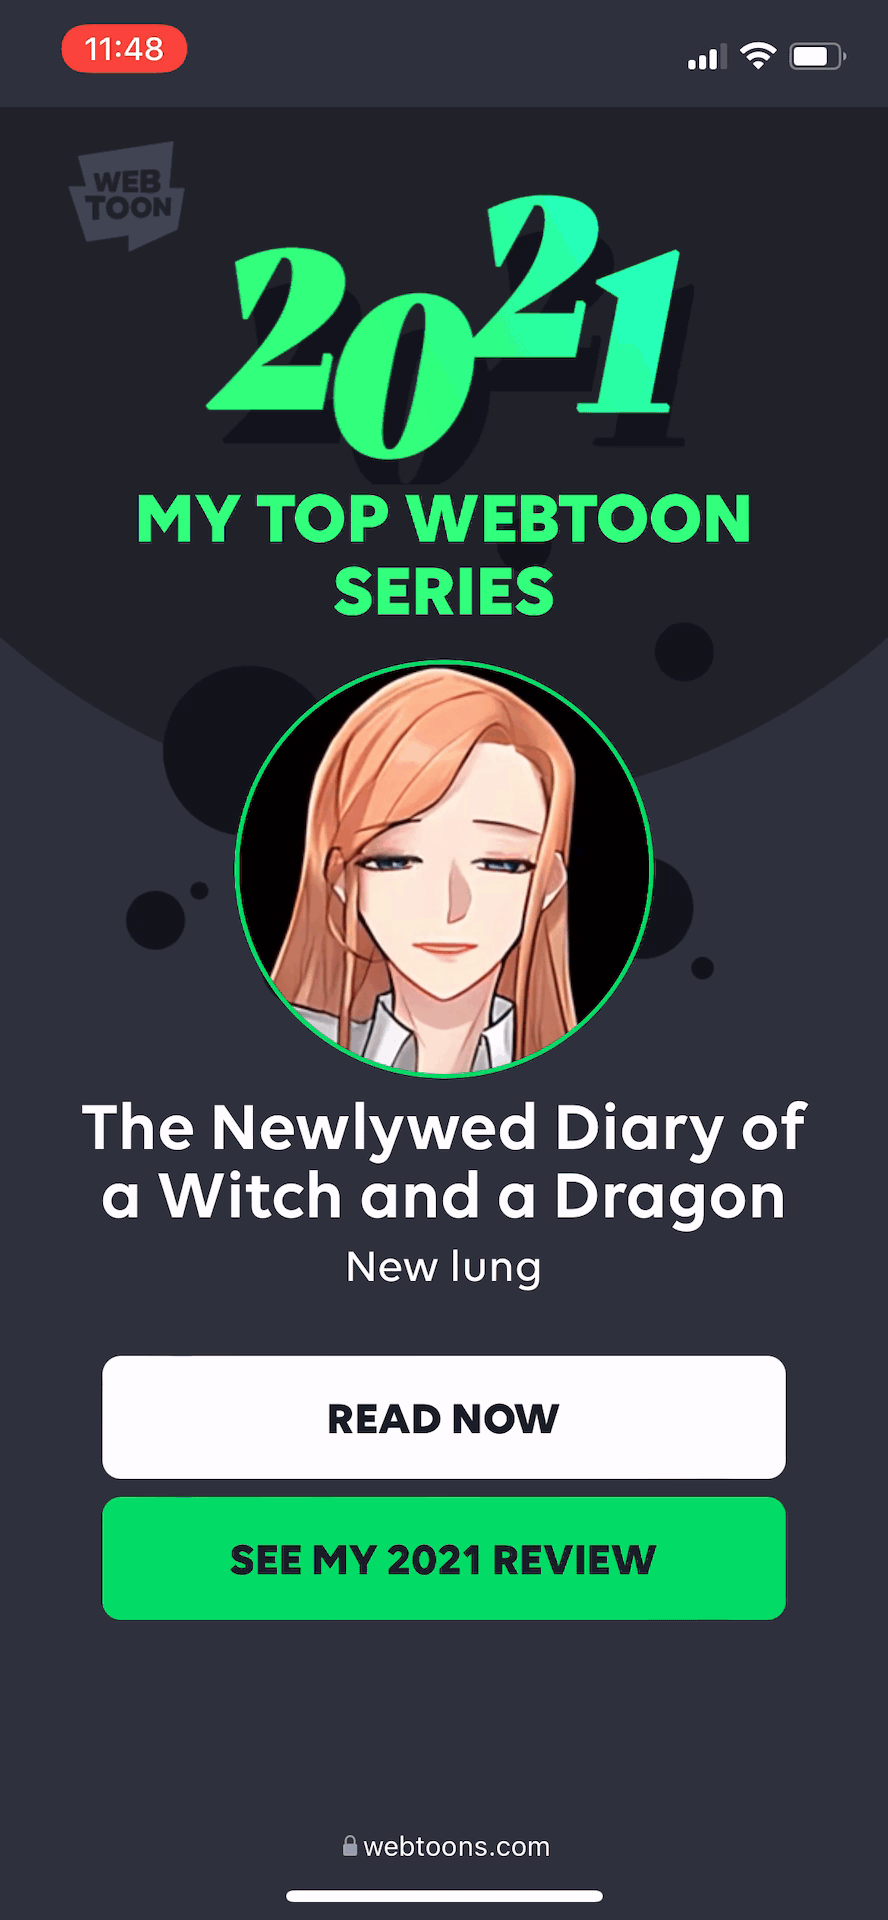 11:48
WEB
TOON
2021
MY TOP WEBTOON
SERIES
The Newlywed Diary of
a Witch and a Dragon
New lung
READ NOW
SEE MY 2021 REVIEW
webtoons.com